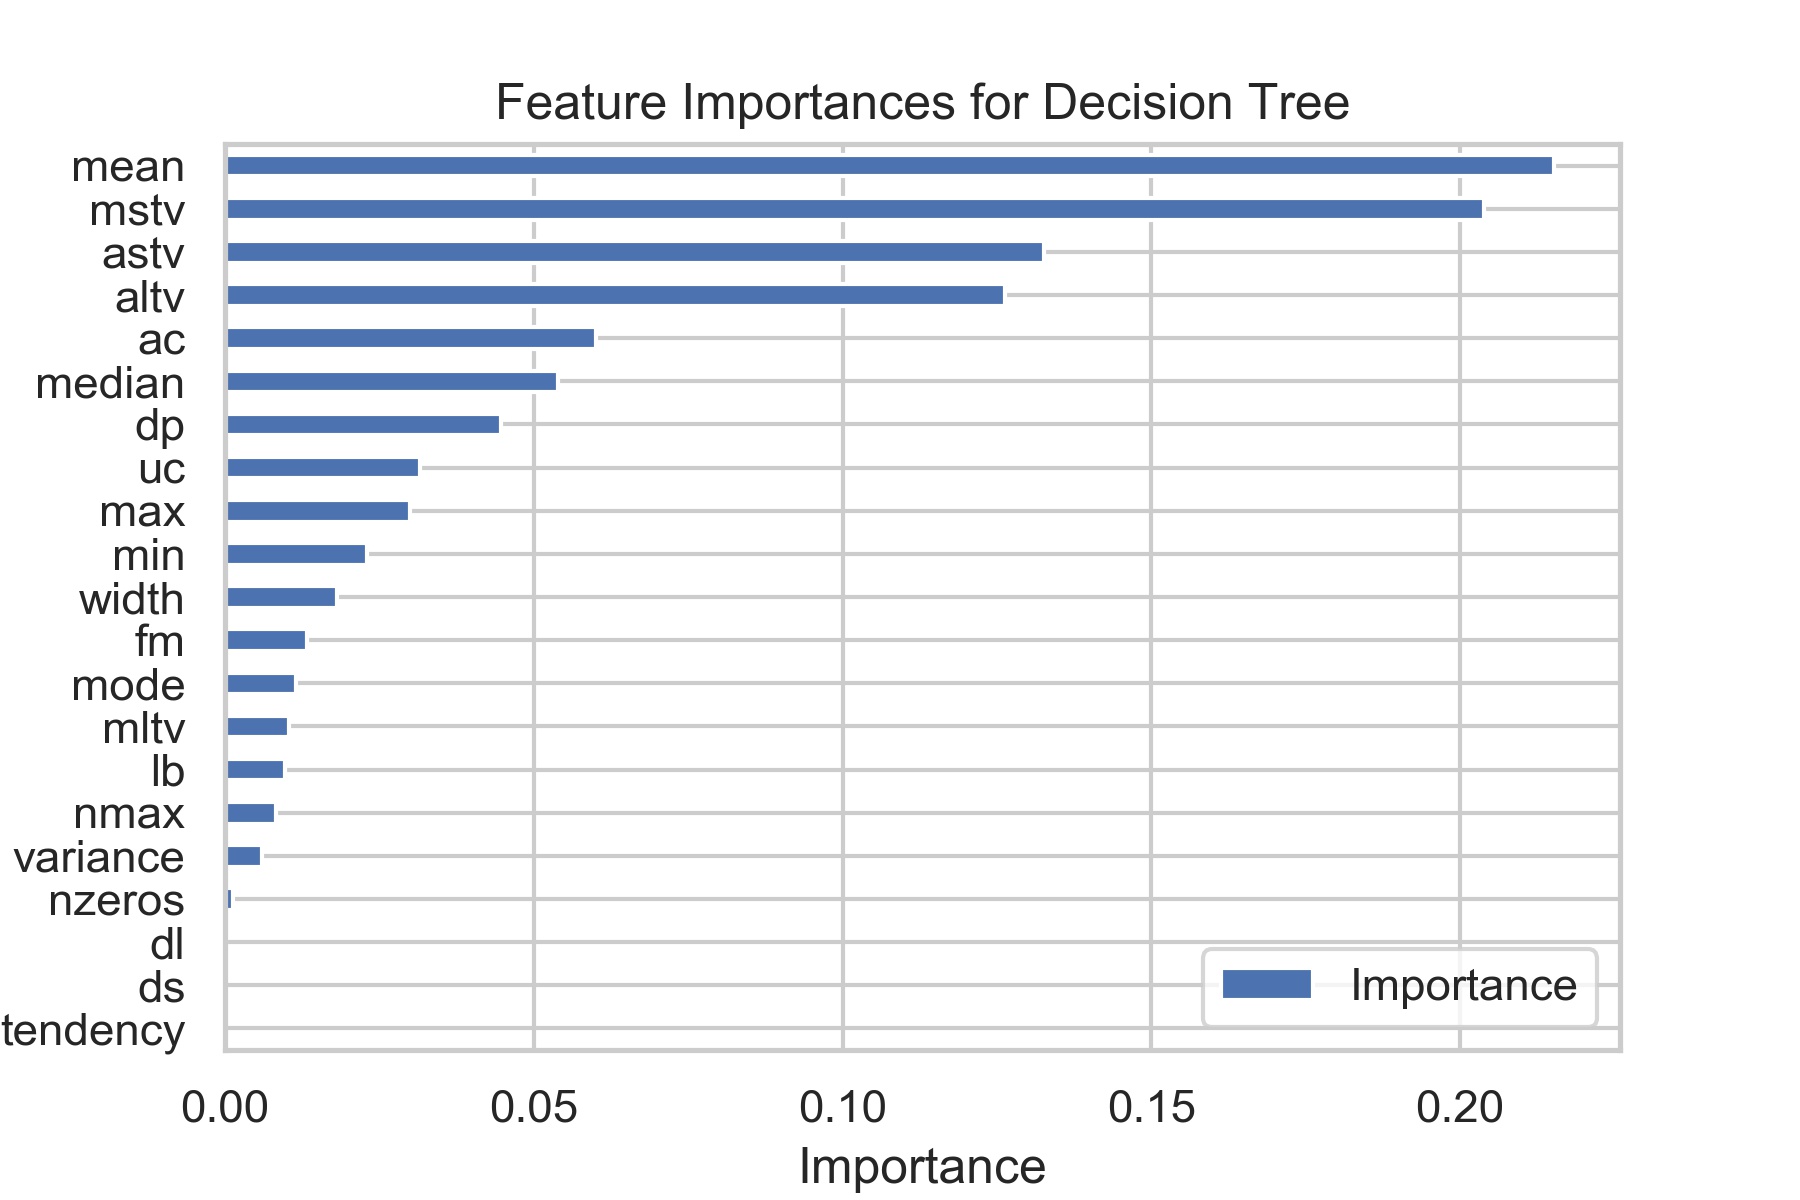 Feature Importances for Decision Tree
mean
mstv
astv
altv
ac
median
dp
uc
max
min
width
fm
mode
mltv
lb
nmax
variance
nzeros
dl
ds
tendency
Importance
0.00 0.05 0.10 0.15 0.20
Importance